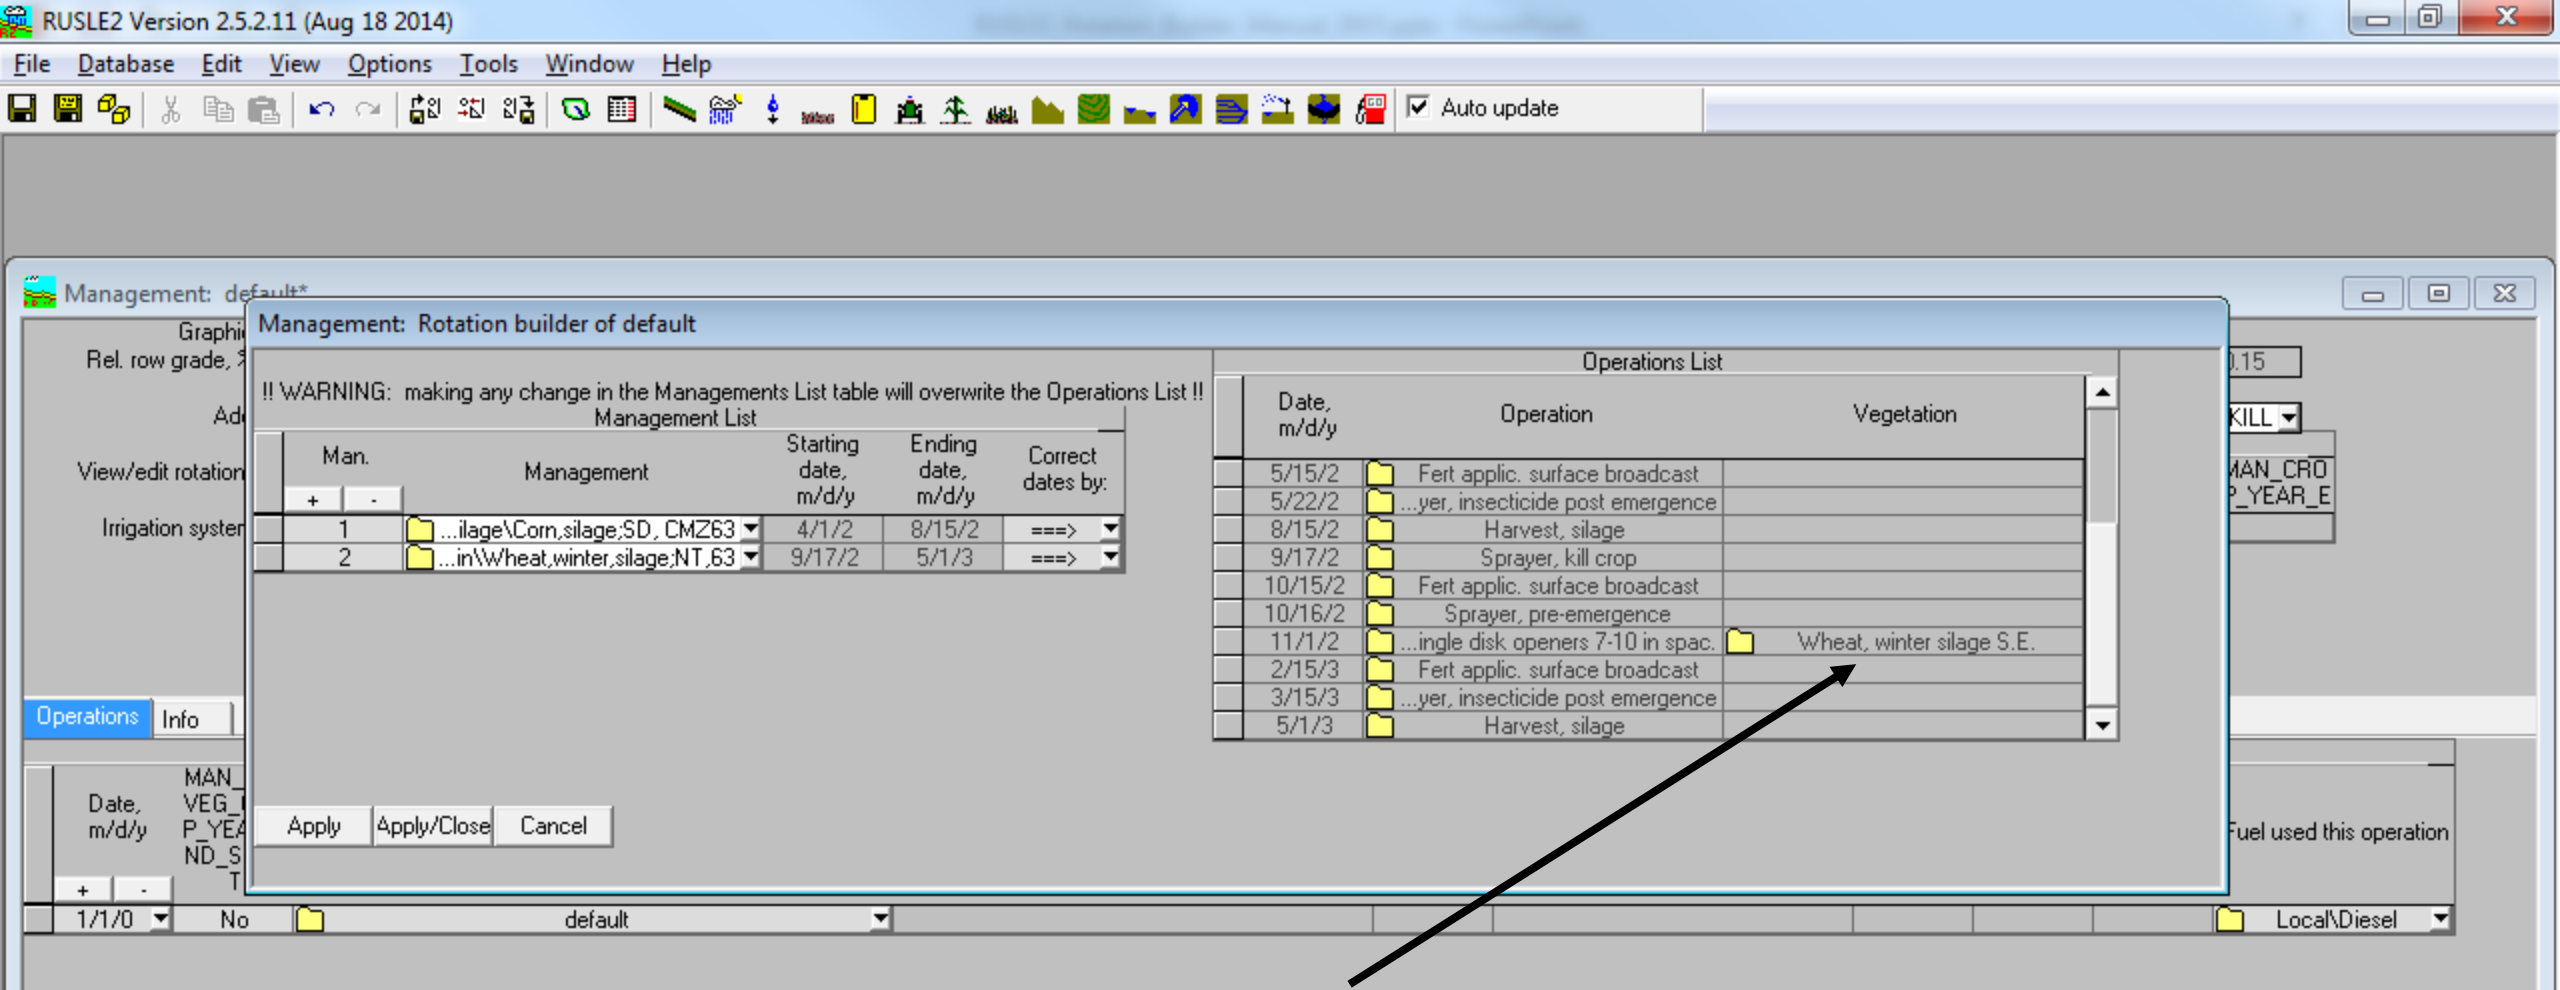 RUSLE2 Version 2.5.2.11 (Aug 18 2014)
File Database Edit View Options Tools Window Help
Auto update
Management: default*
Management: Rotation builder of default
Graphi
Rel. row grade,
Ad
View/edit rotation
Irrigation system
!! WARNING: making any change in the Managements List table will overwrite the Operations List !!
Management List
Man. Management Starting date, m/d/y Ending date, m/d/y Correct dates by:
+ -
1 ...ilage\Corn,silage;SD, CMZ63 4/1/2 8/15/2 ===>
2 ...in\Wheat,winter,silage;NT,63 9/17/2 5/1/3 ===>
Operations List
Date, m/d/y Operation Vegetation
5/15/2 Fert applic. surface broadcast
5/22/2 ...yer, insecticide post emergence
8/15/2 Harvest, silage
9/17/2 Sprayer, kill crop
10/15/2 Fert applic. surface broadcast
10/16/2 Sprayer, pre-emergence
11/1/2 ...ingle disk openers 7-10 in spac. Wheat, winter silage S.E.
2/15/3 Fert applic. surface broadcast
3/15/3 ...yer, insecticide post emergence
5/1/3 Harvest, silage
.15
KILL
MAN_CRO
P_YEAR_E
Apply Apply/Close Cancel
Operations Info
Date, m/d/y
+ -
MAN_
VEG_
P_YEA
ND_S
T
Fuel used this operation
1/1/0 No default Local\Diesel